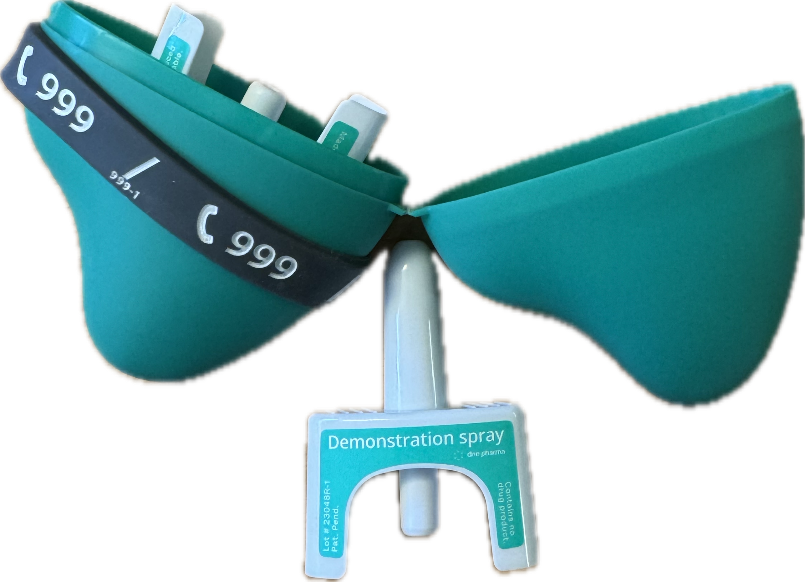 999
999-1
999
Demonstration spray
dne pharma
Lot # 23048R-1
Pat. Pend.
Contains no
drug product